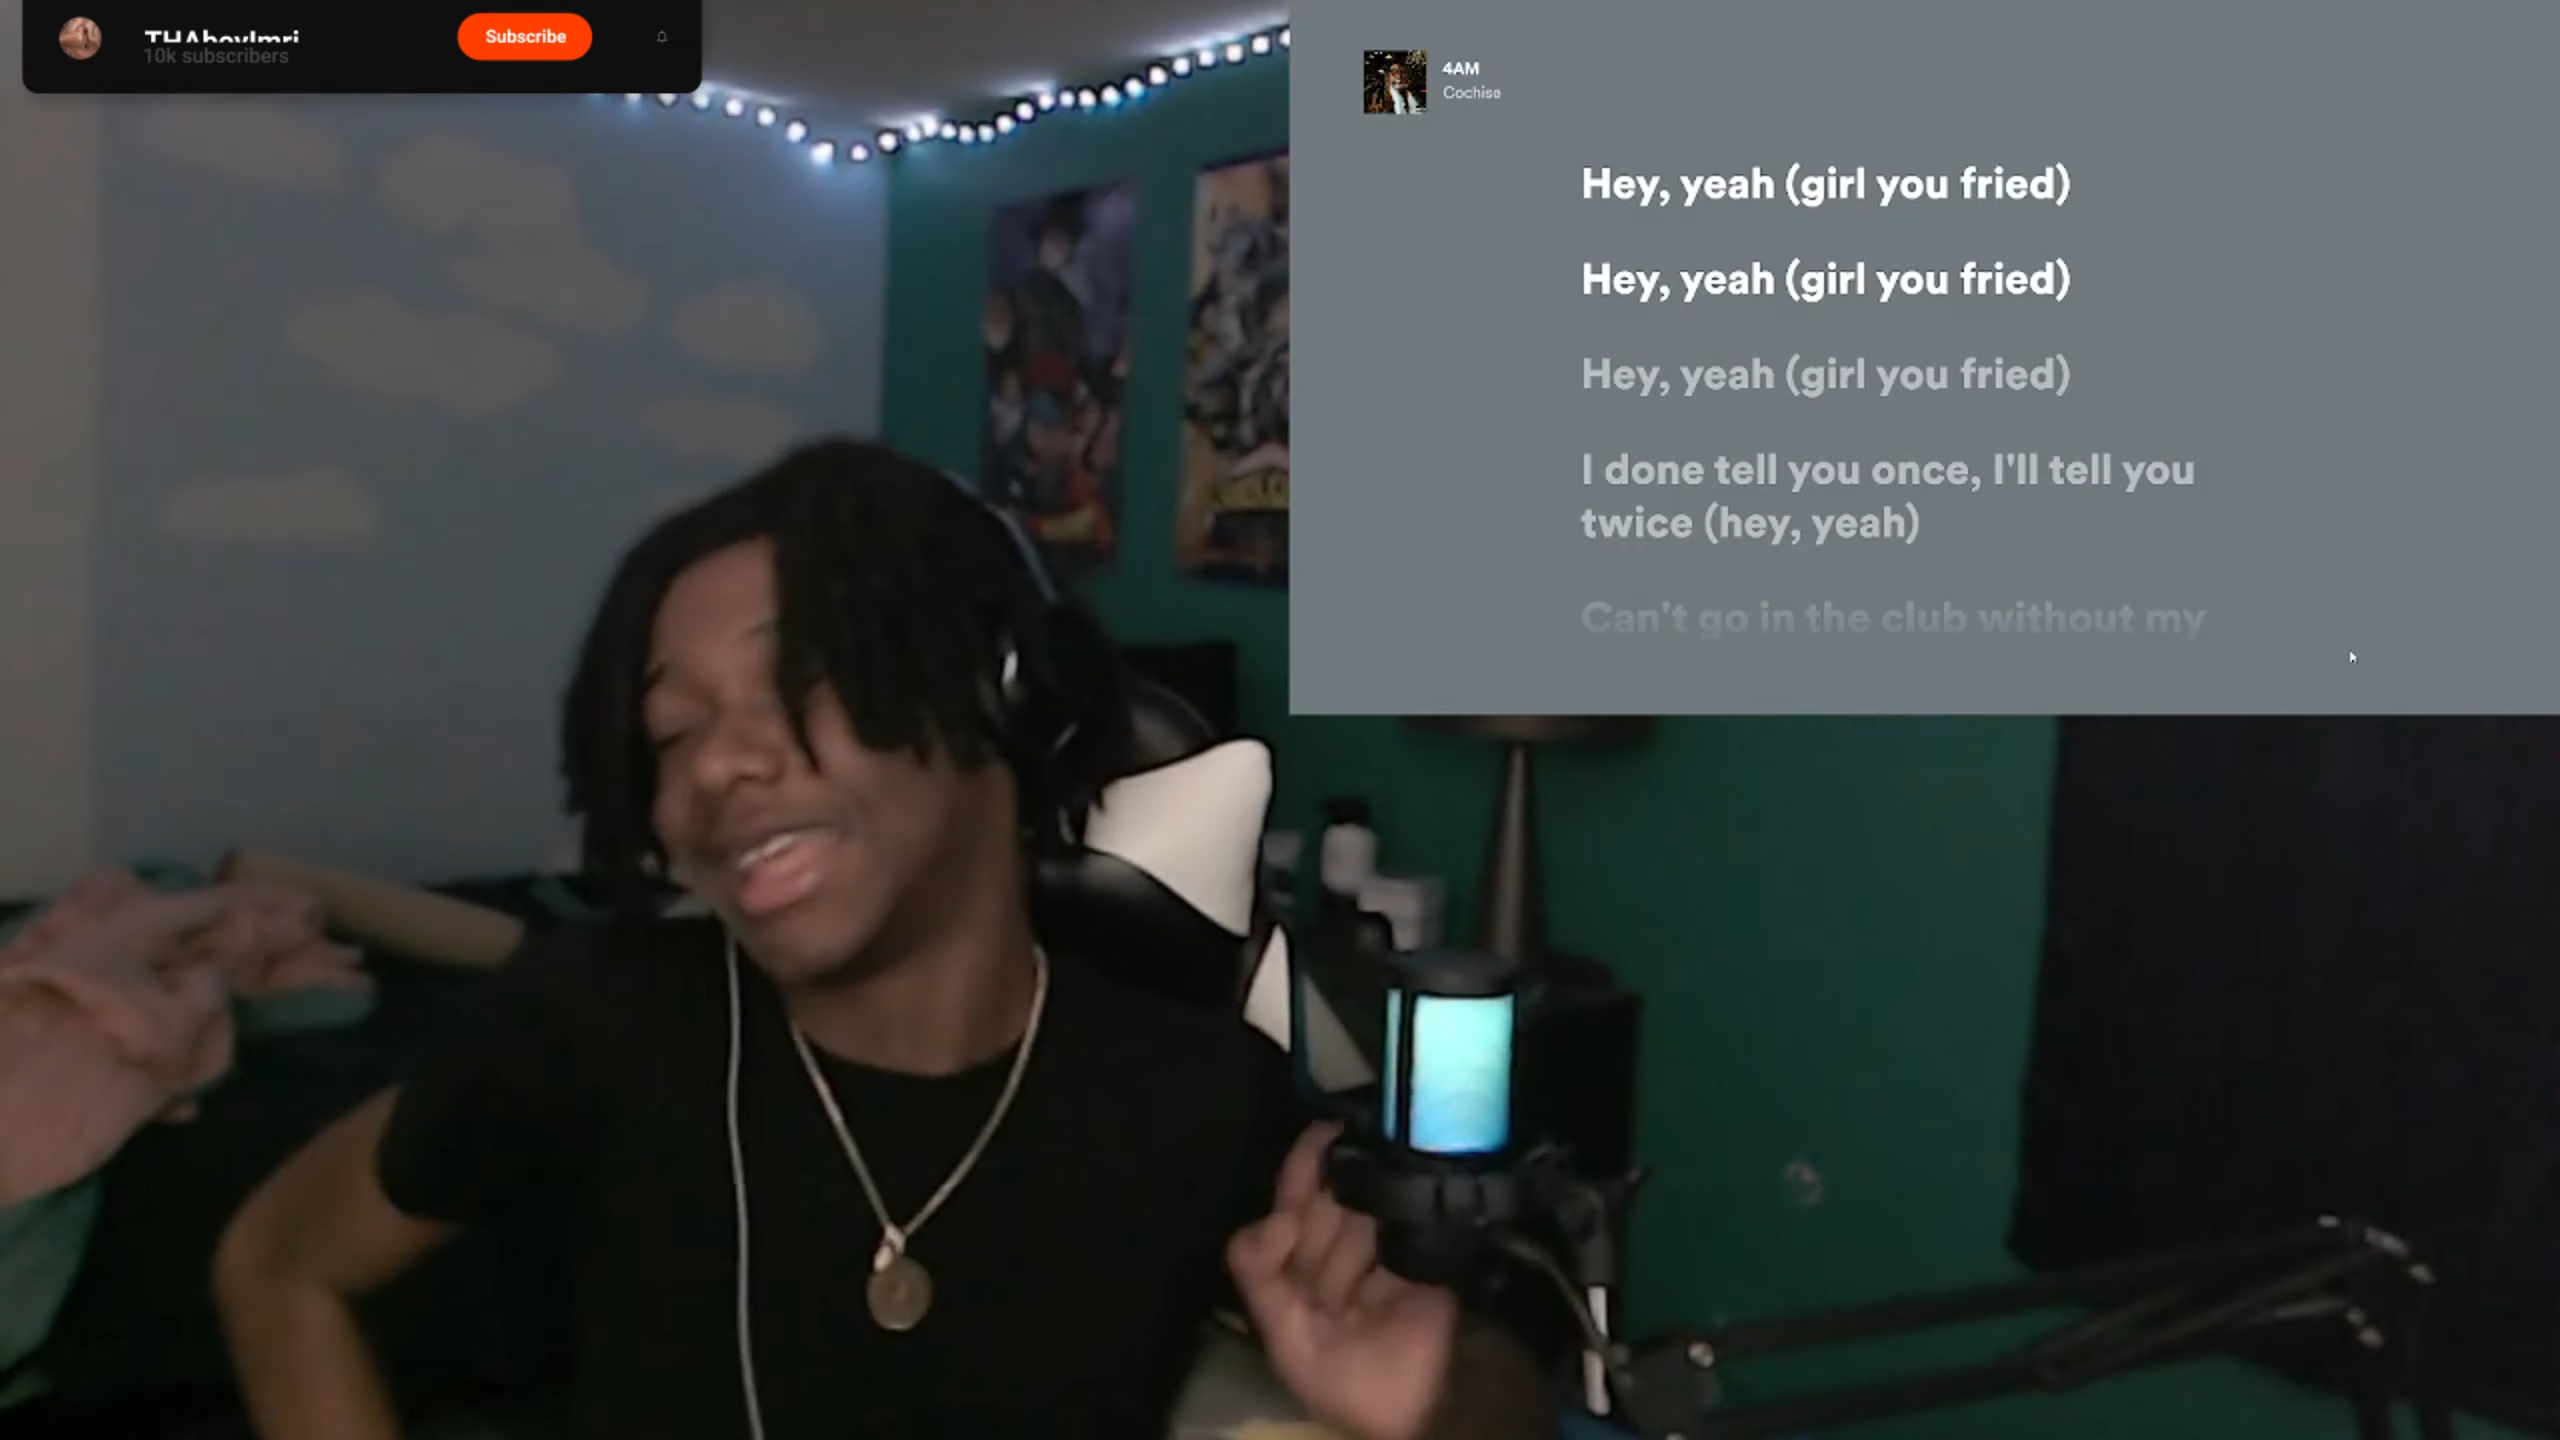 THAboyImri
10k subscribers
Subscribe
4AM
Cochise
Hey, yeah (girl you fried)
Hey, yeah (girl you fried)
Hey, yeah (girl you fried)
I done tell you once, I'll tell you
twice (hey, yeah)
Can't go in the club without my